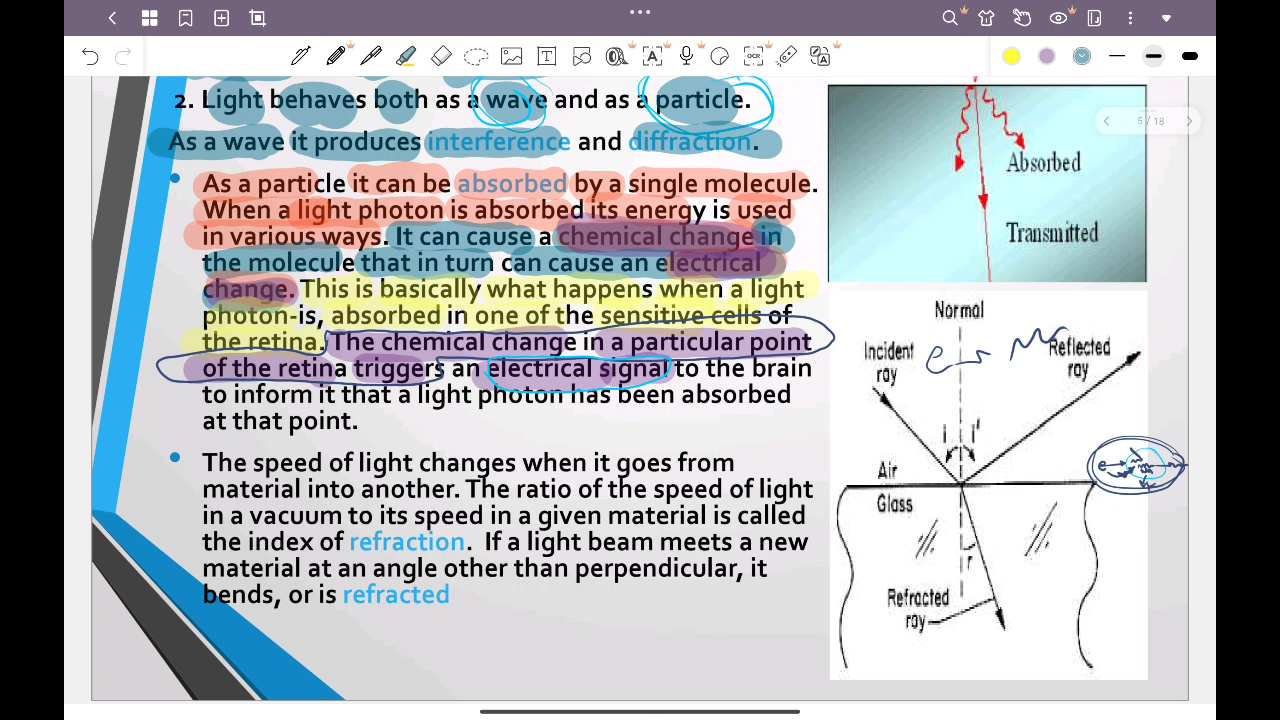 5 / 18
2. Light behaves both as a wave and as a particle.
As a wave it produces interference and diffraction.
• As a particle it can be absorbed by a single molecule.
When a light photon is absorbed its energy is used
in various ways. It can cause a chemical change in
the molecule that in turn can cause an electrical
change. This is basically what happens when a light
photon-is, absorbed in one of the sensitive cells of
the retina. The chemical change in a particular point
of the retina triggers an electrical signal to the brain
to inform it that a light photon has been absorbed
at that point.
• The speed of light changes when it goes from
material into another. The ratio of the speed of light
in a vacuum to its speed in a given material is called
the index of refraction. If a light beam meets a new
material at an angle other than perpendicular, it
bends, or is refracted
Absorbed
Transmitted
Normal
Incident
ray
Reflected
ray
i i'
Air
Glass
r
Refracted
ray
e